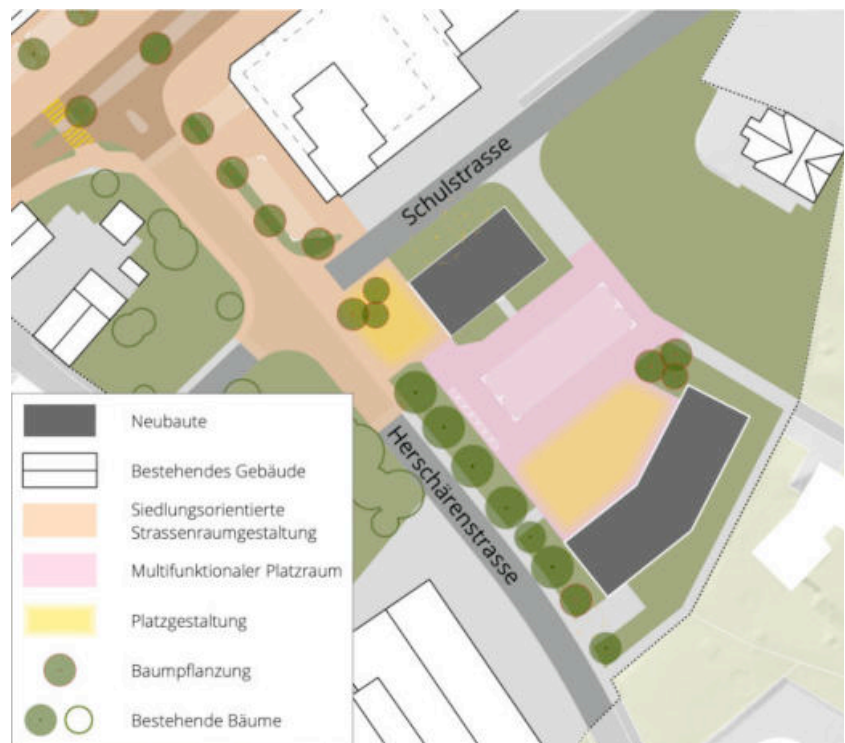 Schulstrasse
Herschärenstrasse
Neubaute
Bestehendes Gebäude
Siedlungsorientierte
Strassenraumgestaltung
Multifunktionaler Platzraum
Platzgestaltung
Baumpflanzung
Bestehende Bäume